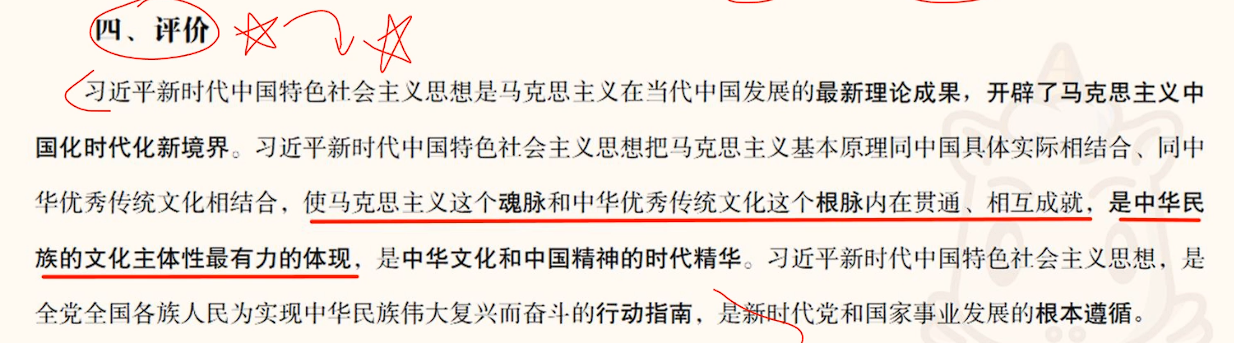 四、评价
习近平新时代中国特色社会主义思想是马克思主义在当代中国发展的最新理论成果，开辟了马克思主义中
国化时代化新境界。习近平新时代中国特色社会主义思想把马克思主义基本原理同中国具体实际相结合、同中
华优秀传统文化相结合，使马克思主义这个魂脉和中华优秀传统文化这个根脉内在贯通、相互成就，是中华民
族的文化主体性最有力的体现，是中华文化和中国精神的时代精华。习近平新时代中国特色社会主义思想，是
全党全国各族人民为实现中华民族伟大复兴而奋斗的行动指南，是新时代党和国家事业发展的根本遵循。